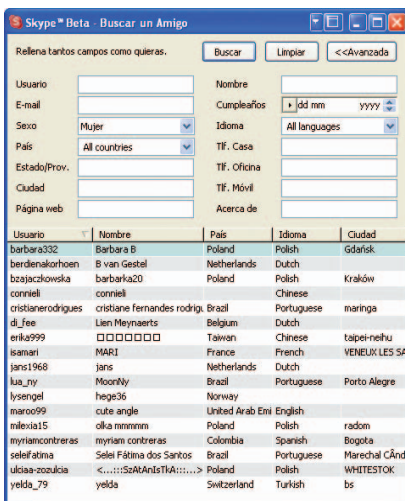 Skype™ Beta - Buscar un Amigo
Rellena tantos campos como quieras. Buscar Limpiar <<Avanzada
Usuario Nombre
E-mail Cumpleaños dd mm yyyy
Sexo Mujer Idioma All languages
País All countries Tlf. Casa
Estado/Prov. Tlf. Oficina
Ciudad Tlf. Móvil
Página web Acerca de
Usuario Nombre País Idioma Ciudad
barbara332 Barbara B Poland Polish Gdańsk
berdienakorhoen B van Gestel Netherlands Dutch
bzajaczkowska barbarka20 Poland Polish Kraków
connieli connieli Chinese
cristianerodrigues cristiane fernandes rodrigu Brazil Portuguese maringa
di_fee Lien Meynaerts Belgium Dutch
erika999 □□□□□□□ Taiwan Chinese taipei-neihu
isamari MARI France French VENEUX LES SA
jans1968 jans Netherlands Dutch
lua_ny MoonNy Brazil Portuguese Porto Alegre
lysengel hege36 Norway
maroo99 cute angle United Arab Emi English
milexia15 olka mmmmm Poland Polish radom
myriamcontreras myriam contreras Colombia Spanish Bogota
seleifatima Selei Fátima dos Santos Brazil Portuguese Marechal CÂnd
ulciaa-zozulcia <...:::SzAtAnIsTkA:::...> Poland Polish WHITESTOK
yelda_79 yelda Switzerland Turkish bs